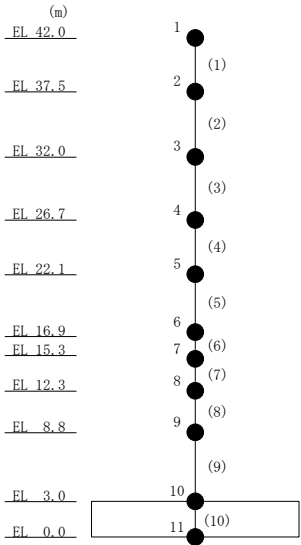 (m)
EL 42.0
1
(1)
EL 37.5
2
(2)
EL 32.0
3
(3)
EL 26.7
4
(4)
EL 22.1
5
(5)
EL 16.9
6
(6)
EL 15.3
7
(7)
EL 12.3
8
(8)
EL 8.8
9
(9)
EL 3.0
10
(10)
EL 0.0
11